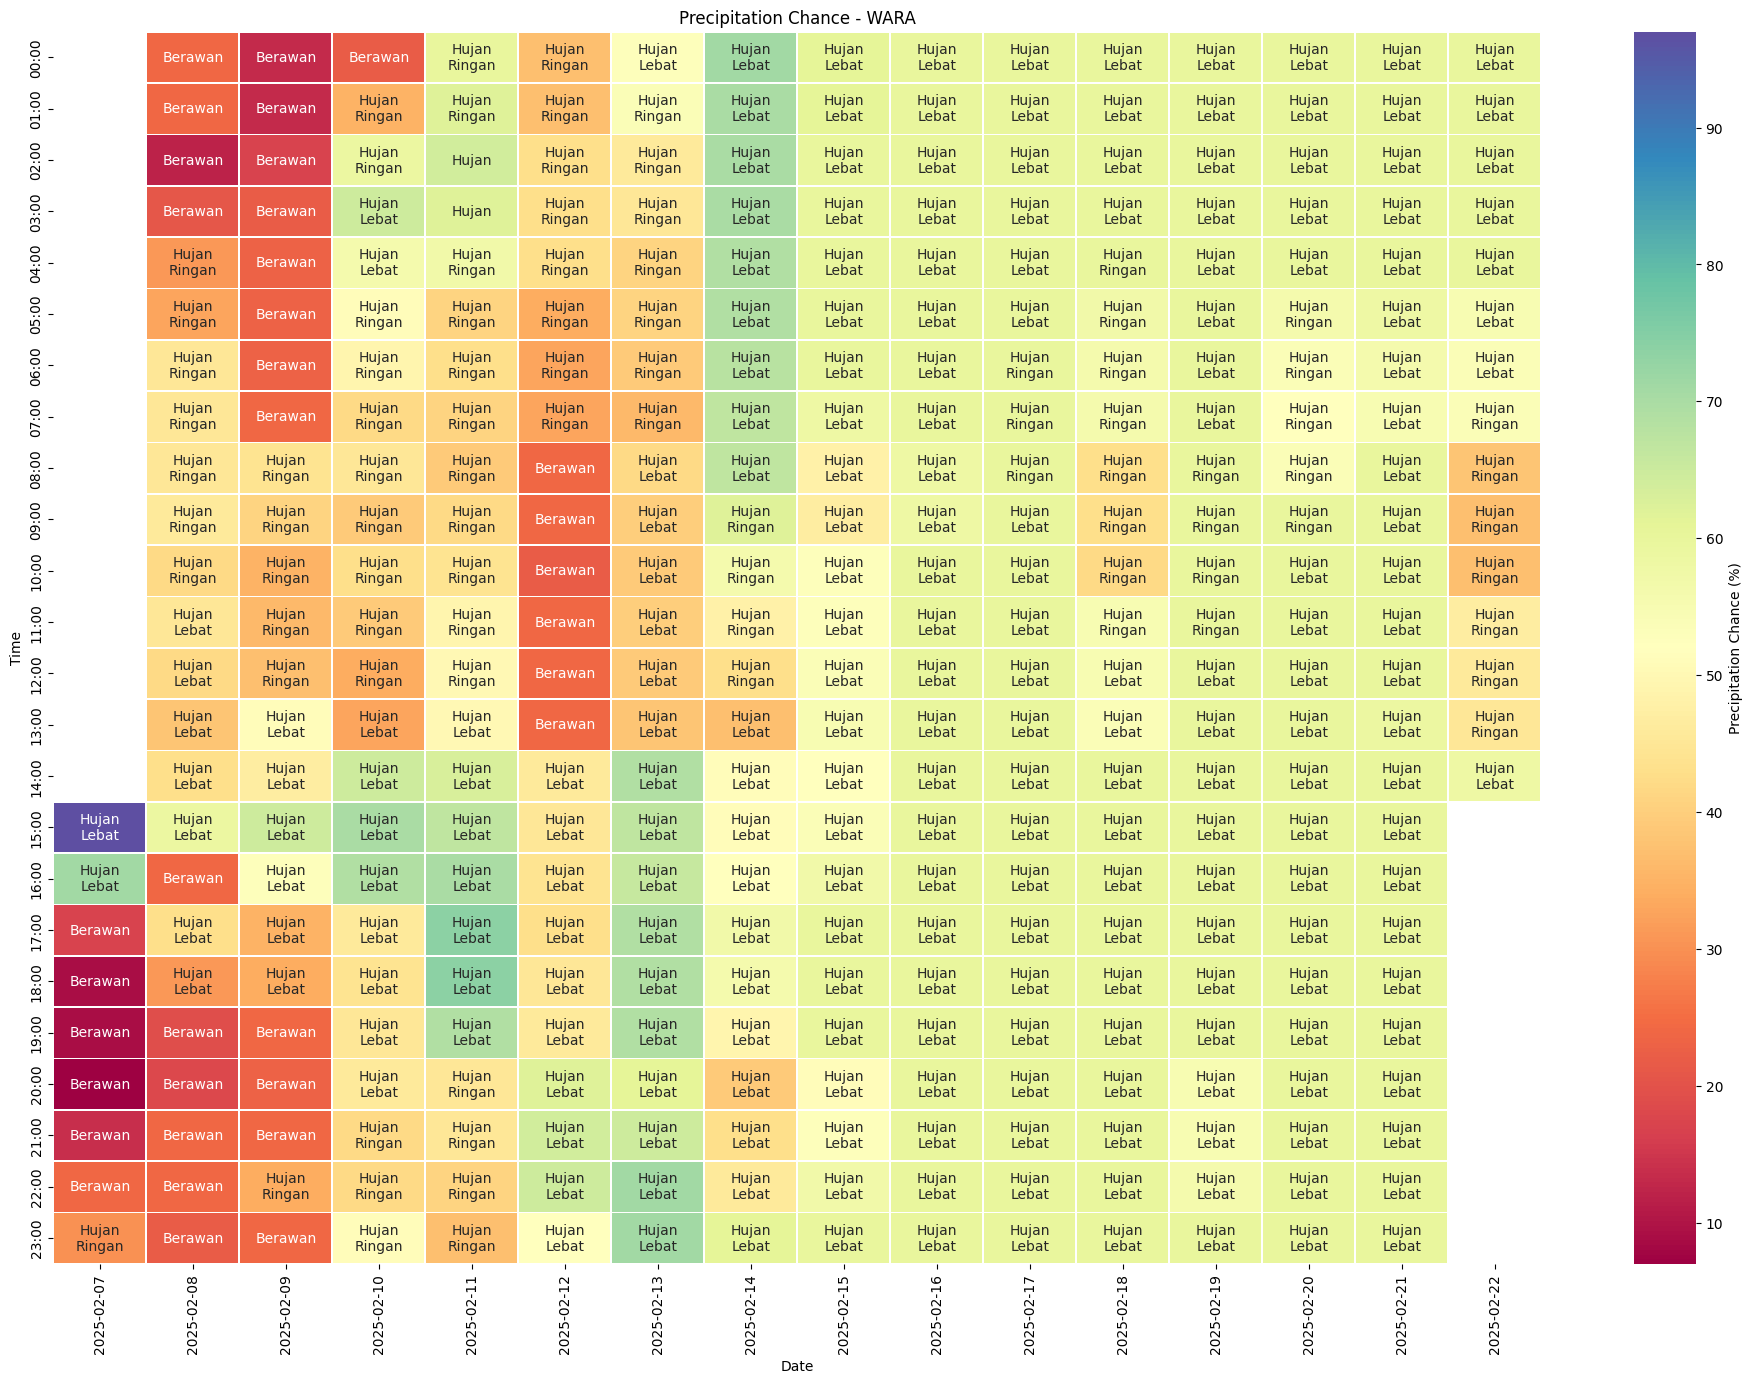 Precipitation Chance - WARA
00:00 Berawan Berawan Berawan Hujan Ringan Hujan Ringan Hujan Lebat Hujan Lebat Hujan Lebat Hujan Lebat Hujan Lebat Hujan Lebat Hujan Lebat Hujan Lebat Hujan Lebat Hujan Lebat
01:00 Berawan Berawan Hujan Ringan Hujan Ringan Hujan Ringan Hujan Ringan Hujan Lebat Hujan Lebat Hujan Lebat Hujan Lebat Hujan Lebat Hujan Lebat Hujan Lebat Hujan Lebat Hujan Lebat
02:00 Berawan Berawan Hujan Ringan Hujan Hujan Ringan Hujan Ringan Hujan Lebat Hujan Lebat Hujan Lebat Hujan Lebat Hujan Lebat Hujan Lebat Hujan Lebat Hujan Lebat Hujan Lebat
03:00 Berawan Berawan Hujan Lebat Hujan Hujan Ringan Hujan Ringan Hujan Lebat Hujan Lebat Hujan Lebat Hujan Lebat Hujan Lebat Hujan Lebat Hujan Lebat Hujan Lebat Hujan Lebat
04:00 Hujan Ringan Berawan Hujan Lebat Hujan Ringan Hujan Ringan Hujan Ringan Hujan Lebat Hujan Lebat Hujan Lebat Hujan Lebat Hujan Ringan Hujan Lebat Hujan Lebat Hujan Lebat Hujan Lebat
05:00 Hujan Ringan Berawan Hujan Ringan Hujan Ringan Hujan Ringan Hujan Ringan Hujan Lebat Hujan Lebat Hujan Lebat Hujan Lebat Hujan Ringan Hujan Lebat Hujan Ringan Hujan Lebat Hujan Lebat
06:00 Hujan Ringan Berawan Hujan Ringan Hujan Ringan Hujan Ringan Hujan Ringan Hujan Lebat Hujan Lebat Hujan Lebat Hujan Ringan Hujan Ringan Hujan Lebat Hujan Ringan Hujan Lebat Hujan Lebat
07:00 Hujan Ringan Berawan Hujan Ringan Hujan Ringan Hujan Ringan Hujan Ringan Hujan Lebat Hujan Lebat Hujan Lebat Hujan Ringan Hujan Ringan Hujan Lebat Hujan Ringan Hujan Lebat Hujan Ringan
08:00 Hujan Ringan Hujan Ringan Hujan Ringan Hujan Ringan Berawan Hujan Lebat Hujan Lebat Hujan Lebat Hujan Lebat Hujan Ringan Hujan Ringan Hujan Ringan Hujan Ringan Hujan Lebat Hujan Ringan
09:00 Hujan Ringan Hujan Ringan Hujan Ringan Hujan Ringan Berawan Hujan Lebat Hujan Ringan Hujan Lebat Hujan Lebat Hujan Lebat Hujan Ringan Hujan Ringan Hujan Ringan Hujan Lebat Hujan Ringan
10:00 Hujan Ringan Hujan Ringan Hujan Ringan Hujan Ringan Berawan Hujan Lebat Hujan Ringan Hujan Lebat Hujan Lebat Hujan Lebat Hujan Ringan Hujan Ringan Hujan Lebat Hujan Lebat Hujan Ringan
11:00 Hujan Lebat Hujan Ringan Hujan Ringan Hujan Ringan Berawan Hujan Lebat Hujan Ringan Hujan Lebat Hujan Lebat Hujan Lebat Hujan Ringan Hujan Ringan Hujan Lebat Hujan Lebat Hujan Ringan
12:00 Hujan Lebat Hujan Ringan Hujan Ringan Hujan Ringan Berawan Hujan Lebat Hujan Ringan Hujan Lebat Hujan Lebat Hujan Lebat Hujan Lebat Hujan Lebat Hujan Lebat Hujan Lebat Hujan Ringan
13:00 Hujan Lebat Hujan Lebat Hujan Lebat Hujan Lebat Berawan Hujan Lebat Hujan Lebat Hujan Lebat Hujan Lebat Hujan Lebat Hujan Lebat Hujan Lebat Hujan Lebat Hujan Lebat Hujan Ringan
14:00 Hujan Lebat Hujan Lebat Hujan Lebat Hujan Lebat Hujan Lebat Hujan Lebat Hujan Lebat Hujan Lebat Hujan Lebat Hujan Lebat Hujan Lebat Hujan Lebat Hujan Lebat Hujan Lebat Hujan Lebat
15:00 Hujan Lebat Hujan Lebat Hujan Lebat Hujan Lebat Hujan Lebat Hujan Lebat Hujan Lebat Hujan Lebat Hujan Lebat Hujan Lebat Hujan Lebat Hujan Lebat Hujan Lebat Hujan Lebat Hujan Lebat
16:00 Hujan Lebat Berawan Hujan Lebat Hujan Lebat Hujan Lebat Hujan Lebat Hujan Lebat Hujan Lebat Hujan Lebat Hujan Lebat Hujan Lebat Hujan Lebat Hujan Lebat Hujan Lebat Hujan Lebat
17:00 Berawan Hujan Lebat Hujan Lebat Hujan Lebat Hujan Lebat Hujan Lebat Hujan Lebat Hujan Lebat Hujan Lebat Hujan Lebat Hujan Lebat Hujan Lebat Hujan Lebat Hujan Lebat Hujan Lebat
18:00 Berawan Hujan Lebat Hujan Lebat Hujan Lebat Hujan Lebat Hujan Lebat Hujan Lebat Hujan Lebat Hujan Lebat Hujan Lebat Hujan Lebat Hujan Lebat Hujan Lebat Hujan Lebat Hujan Lebat
19:00 Berawan Berawan Berawan Hujan Lebat Hujan Lebat Hujan Lebat Hujan Lebat Hujan Lebat Hujan Lebat Hujan Lebat Hujan Lebat Hujan Lebat Hujan Lebat Hujan Lebat Hujan Lebat
20:00 Berawan Berawan Berawan Hujan Lebat Hujan Ringan Hujan Lebat Hujan Lebat Hujan Lebat Hujan Lebat Hujan Lebat Hujan Lebat Hujan Lebat Hujan Lebat Hujan Lebat Hujan Lebat
21:00 Berawan Berawan Berawan Hujan Ringan Hujan Ringan Hujan Lebat Hujan Lebat Hujan Lebat Hujan Lebat Hujan Lebat Hujan Lebat Hujan Lebat Hujan Lebat Hujan Lebat Hujan Lebat
22:00 Berawan Berawan Hujan Ringan Hujan Ringan Hujan Ringan Hujan Lebat Hujan Lebat Hujan Lebat Hujan Lebat Hujan Lebat Hujan Lebat Hujan Lebat Hujan Lebat Hujan Lebat Hujan Lebat
23:00 Hujan Ringan Berawan Berawan Hujan Ringan Hujan Ringan Hujan Lebat Hujan Lebat Hujan Lebat Hujan Lebat Hujan Lebat Hujan Lebat Hujan Lebat Hujan Lebat Hujan Lebat Hujan Lebat
Time
2025-02-07 2025-02-08 2025-02-09 2025-02-10 2025-02-11 2025-02-12 2025-02-13 2025-02-14 2025-02-15 2025-02-16 2025-02-17 2025-02-18 2025-02-19 2025-02-20 2025-02-21 2025-02-22
Date
90
80
70
60
50
40
30
20
10
Precipitation Chance (%)